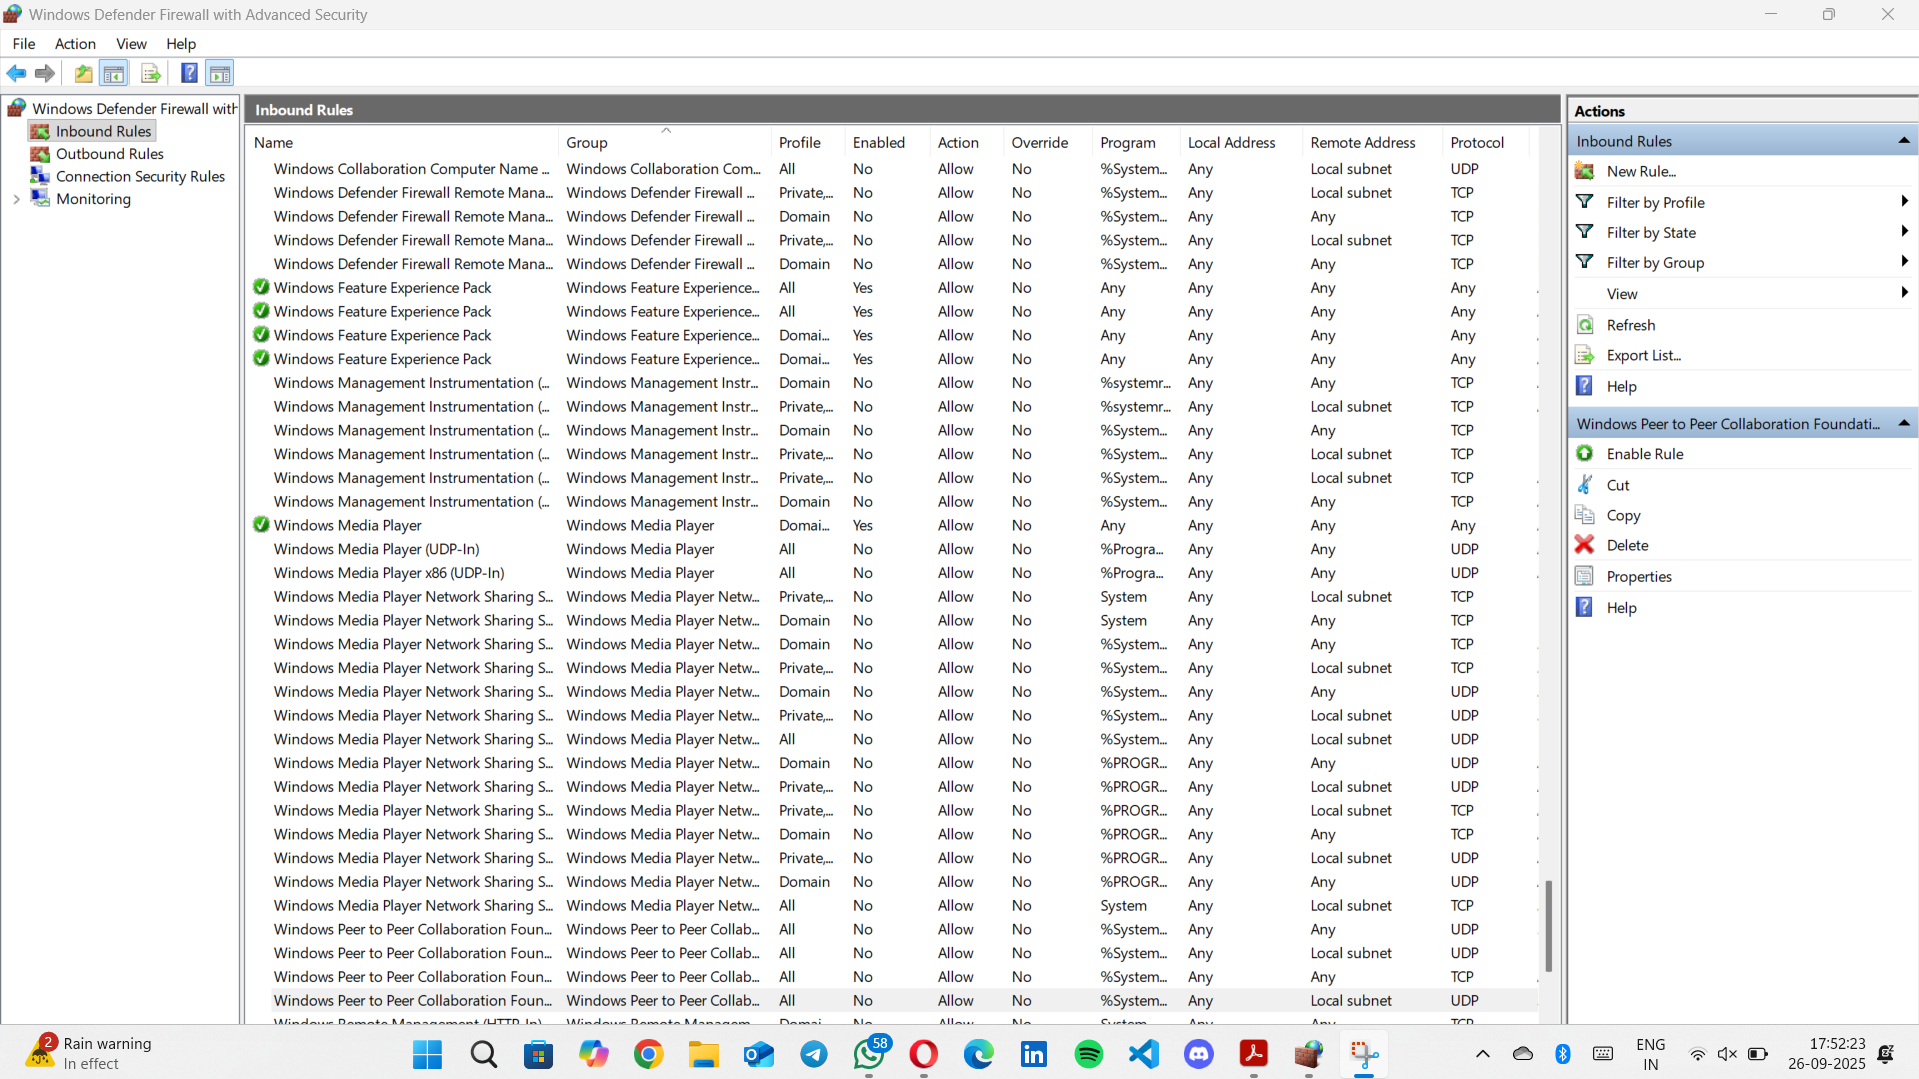 Windows Defender Firewall with Advanced Security
File Action View Help
Windows Defender Firewall with
Inbound Rules
Outbound Rules
Connection Security Rules
Monitoring
Inbound Rules
Name Group Profile Enabled Action Override Program Local Address Remote Address Protocol
Windows Collaboration Computer Name ... Windows Collaboration Com... All No Allow No %System... Any Local subnet UDP
Windows Defender Firewall Remote Mana... Windows Defender Firewall ... Private,... No Allow No %System... Any Local subnet TCP
Windows Defender Firewall Remote Mana... Windows Defender Firewall ... Domain No Allow No %System... Any Any TCP
Windows Defender Firewall Remote Mana... Windows Defender Firewall ... Private,... No Allow No %System... Any Local subnet TCP
Windows Defender Firewall Remote Mana... Windows Defender Firewall ... Domain No Allow No %System... Any Any TCP
Windows Feature Experience Pack Windows Feature Experience... All Yes Allow No Any Any Any Any
Windows Feature Experience Pack Windows Feature Experience... All Yes Allow No Any Any Any Any
Windows Feature Experience Pack Windows Feature Experience... Domai... Yes Allow No Any Any Any Any
Windows Feature Experience Pack Windows Feature Experience... Domai... Yes Allow No Any Any Any Any
Windows Management Instrumentation (... Windows Management Instr... Domain No Allow No %systemr... Any Any TCP
Windows Management Instrumentation (... Windows Management Instr... Private,... No Allow No %systemr... Any Local subnet TCP
Windows Management Instrumentation (... Windows Management Instr... Domain No Allow No %System... Any Any TCP
Windows Management Instrumentation (... Windows Management Instr... Private,... No Allow No %System... Any Local subnet TCP
Windows Management Instrumentation (... Windows Management Instr... Private,... No Allow No %System... Any Local subnet TCP
Windows Management Instrumentation (... Windows Management Instr... Domain No Allow No %System... Any Any TCP
Windows Media Player Windows Media Player Domai... Yes Allow No Any Any Any Any
Windows Media Player (UDP-In) Windows Media Player All No Allow No %Progra... Any Any UDP
Windows Media Player x86 (UDP-In) Windows Media Player All No Allow No %Progra... Any Any UDP
Windows Media Player Network Sharing S... Windows Media Player Netw... Private,... No Allow No System Any Local subnet TCP
Windows Media Player Network Sharing S... Windows Media Player Netw... Domain No Allow No System Any Any TCP
Windows Media Player Network Sharing S... Windows Media Player Netw... Domain No Allow No %System... Any Any TCP
Windows Media Player Network Sharing S... Windows Media Player Netw... Private,... No Allow No %System... Any Local subnet TCP
Windows Media Player Network Sharing S... Windows Media Player Netw... Domain No Allow No %System... Any Any UDP
Windows Media Player Network Sharing S... Windows Media Player Netw... Private,... No Allow No %System... Any Local subnet UDP
Windows Media Player Network Sharing S... Windows Media Player Netw... All No Allow No %System... Any Local subnet UDP
Windows Media Player Network Sharing S... Windows Media Player Netw... Domain No Allow No %PROGR... Any Any UDP
Windows Media Player Network Sharing S... Windows Media Player Netw... Private,... No Allow No %PROGR... Any Local subnet UDP
Windows Media Player Network Sharing S... Windows Media Player Netw... Private,... No Allow No %PROGR... Any Local subnet TCP
Windows Media Player Network Sharing S... Windows Media Player Netw... Domain No Allow No %PROGR... Any Any TCP
Windows Media Player Network Sharing S... Windows Media Player Netw... Private,... No Allow No %PROGR... Any Local subnet UDP
Windows Media Player Network Sharing S... Windows Media Player Netw... Domain No Allow No %PROGR... Any Any UDP
Windows Media Player Network Sharing S... Windows Media Player Netw... All No Allow No System Any Local subnet TCP
Windows Peer to Peer Collaboration Foun... Windows Peer to Peer Collab... All No Allow No %System... Any Any UDP
Windows Peer to Peer Collaboration Foun... Windows Peer to Peer Collab... All No Allow No %System... Any Local subnet UDP
Windows Peer to Peer Collaboration Foun... Windows Peer to Peer Collab... All No Allow No %System... Any Any TCP
Windows Peer to Peer Collaboration Foun... Windows Peer to Peer Collab... All No Allow No %System... Any Local subnet UDP
Windows Remote Management (HTTP-In) Windows Remote Managem... Domai... No Allow No System Any Any TCP
Actions
Inbound Rules
New Rule...
Filter by Profile
Filter by State
Filter by Group
View
Refresh
Export List...
Help
Windows Peer to Peer Collaboration Foundati...
Enable Rule
Cut
Copy
Delete
Properties
Help
2
Rain warning
In effect
58
ENG
IN
17:52:23
26-09-2025